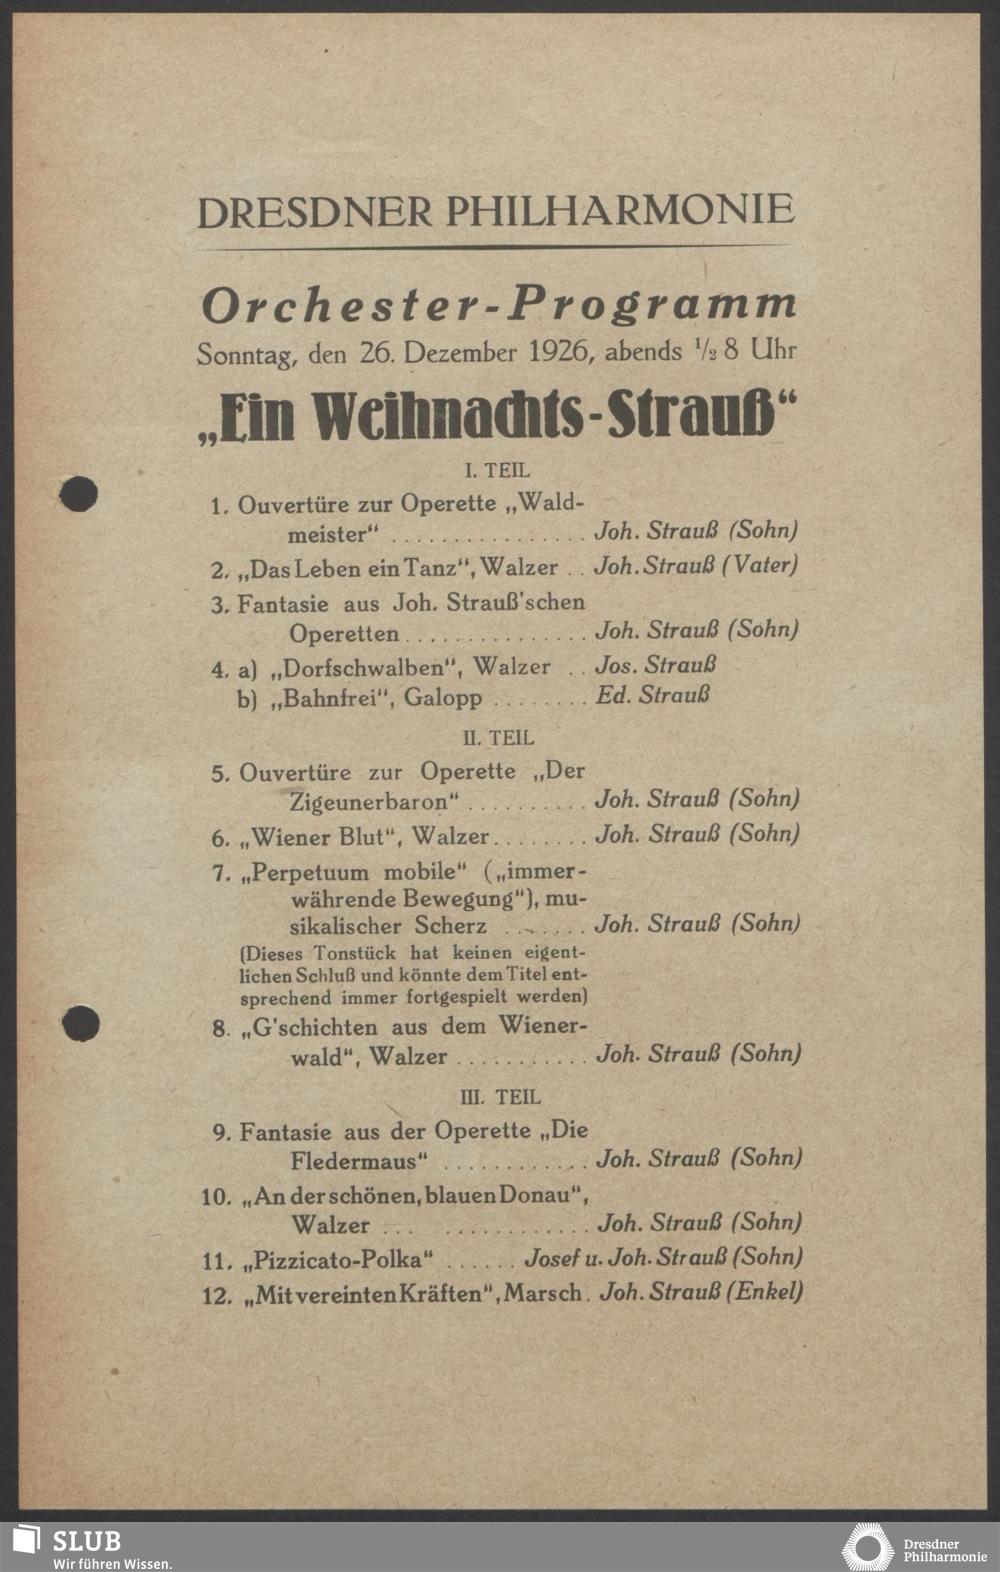 DRESDNER PHILHARMONIE
Orchester-Programm
Sonntag, den 26. Dezember 1926, abends ½ 8 Uhr
„Ein Weihnachts-Strauß“
I. TEIL
1. Ouvertüre zur Operette „Wald-
meister“ ................ Joh. Strauß (Sohn)
2. „Das Leben ein Tanz“, Walzer .. Joh. Strauß (Vater)
3. Fantasie aus Joh. Strauß'schen
Operetten ............... Joh. Strauß (Sohn)
4. a) „Dorfschwalben“, Walzer .. Jos. Strauß
b) „Bahnfrei“, Galopp ........ Ed. Strauß
II. TEIL
5. Ouvertüre zur Operette „Der
Zigeunerbaron“ .......... Joh. Strauß (Sohn)
6. „Wiener Blut“, Walzer ........ Joh. Strauß (Sohn)
7. „Perpetuum mobile“ („immer-
währende Bewegung“), mu-
sikalischer Scherz ....... Joh. Strauß (Sohn)
(Dieses Tonstück hat keinen eigent-
lichen Schluß und könnte dem Titel ent-
sprechend immer fortgespielt werden)
8. „G'schichten aus dem Wiener-
wald“, Walzer ........... Joh. Strauß (Sohn)
III. TEIL
9. Fantasie aus der Operette „Die
Fledermaus“ ............ Joh. Strauß (Sohn)
10. „An der schönen, blauen Donau“,
Walzer ... ............ Joh. Strauß (Sohn)
11. „Pizzicato-Polka“ ...... Josef u. Joh. Strauß (Sohn)
12. „Mit vereinten Kräften“, Marsch . Joh. Strauß (Enkel)
SLUB
Wir führen Wissen.
Dresdner
Philharmonie